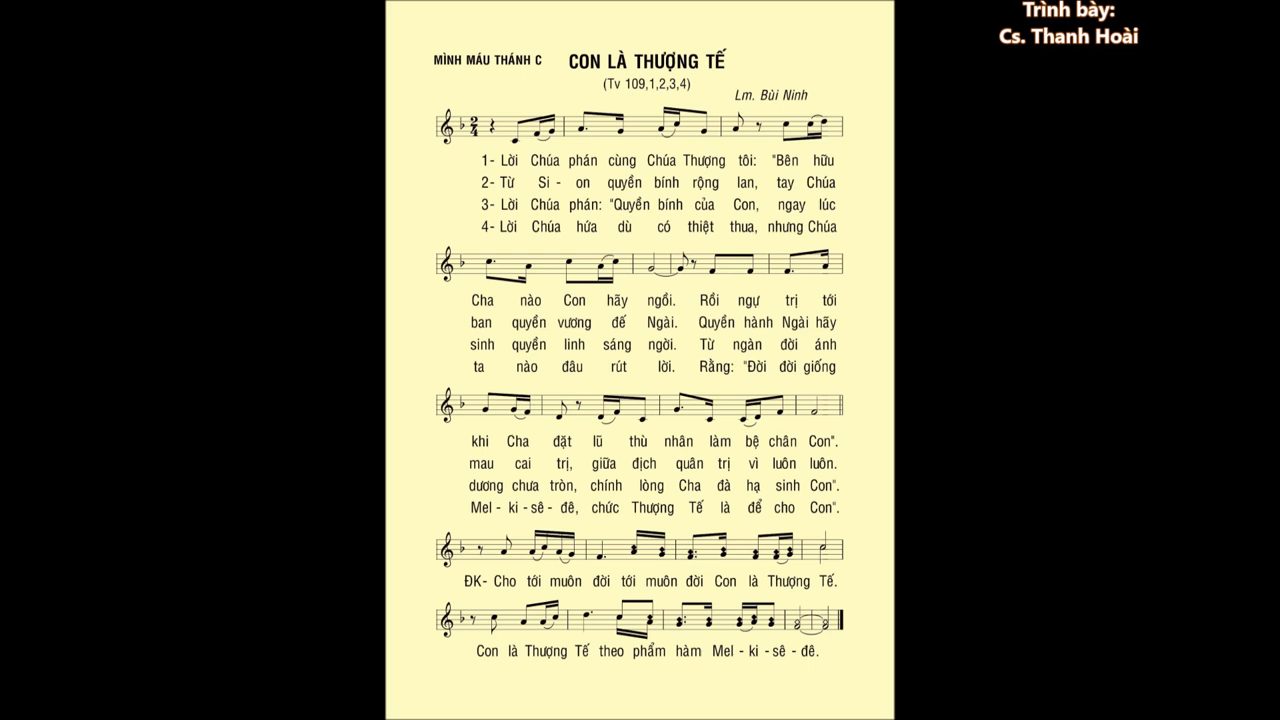 Trình bày:
Cs. Thanh Hoài
MÌNH MÁU THÁNH C
CON LÀ THƯỢNG TẾ
(Tv 109,1,2,3,4)
Lm. Bùi Ninh
1- Lời Chúa phán cùng Chúa Thượng tôi: "Bên hữu
2- Từ Si - on quyền bính rộng lan, tay Chúa
3- Lời Chúa phán: "Quyền bính của Con, ngay lúc
4- Lời Chúa hứa dù có thiệt thua, nhưng Chúa
Cha nào Con hãy ngồi. Rồi ngự trị tới
ban quyền vương đế Ngài. Quyền hành Ngài hãy
sinh quyền linh sáng ngời. Từ ngàn đời ánh
ta nào đâu rút lời. Rằng: "Đời đời giống
khi Cha đặt lũ thù nhân làm bệ chân Con".
mau cai trị, giữa địch quân trị vì luôn luôn.
dương chưa tròn, chính lòng Cha đà hạ sinh Con".
Mel - ki - sê - đê, chức Thượng Tế là để cho Con".
ĐK- Cho tới muôn đời tới muôn đời Con là Thượng Tế.
Con là Thượng Tế theo phẩm hàm Mel - ki - sê - đê.